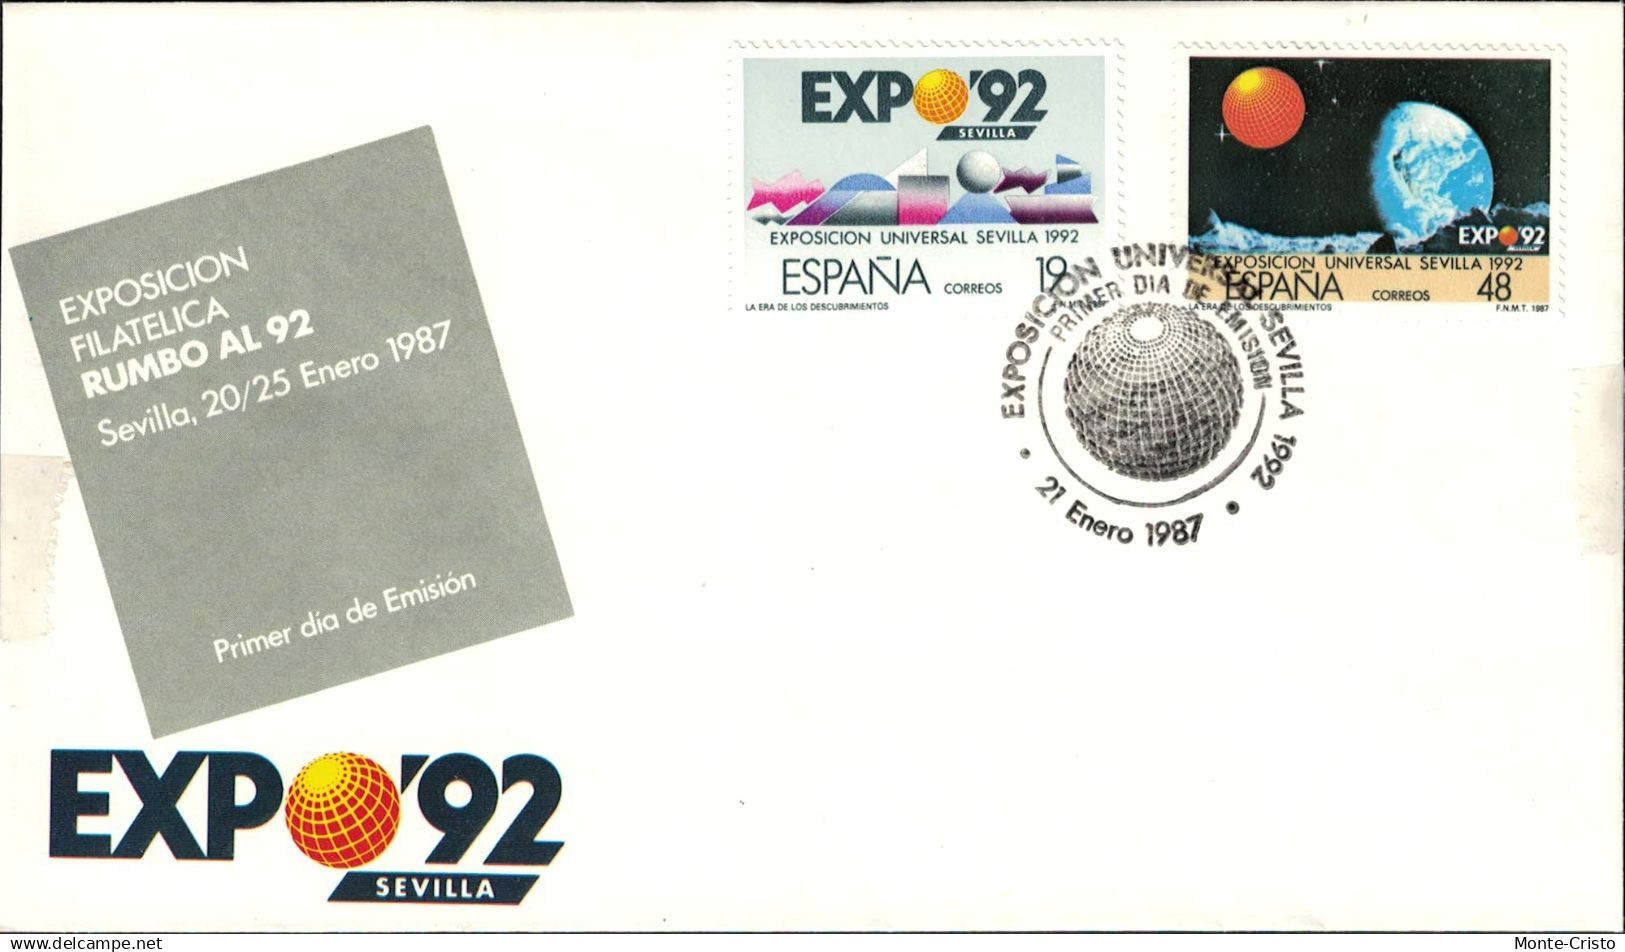 EXPOSICION
FILATELICA
RUMBO AL 92
Sevilla, 20/25 Enero 1987
Primer día de Emisión
EXPO'92
SEVILLA
EXPO'92
SEVILLA
EXPOSICION UNIVERSAL SEVILLA 1992
ESPAÑA CORREOS 19
LA ERA DE LOS DESCUBRIMIENTOS F.N.M.T. 1987
EXPO'92
SEVILLA
EXPOSICION UNIVERSAL SEVILLA 1992
ESPAÑA CORREOS 48
LA ERA DE LOS DESCUBRIMIENTOS F.N.M.T. 1987
EXPOSICION UNIVERSAL SEVILLA 1992
PRIMER DIA DE EMISION
• 21 Enero 1987 •
delcampe.net
Monte-Cristo